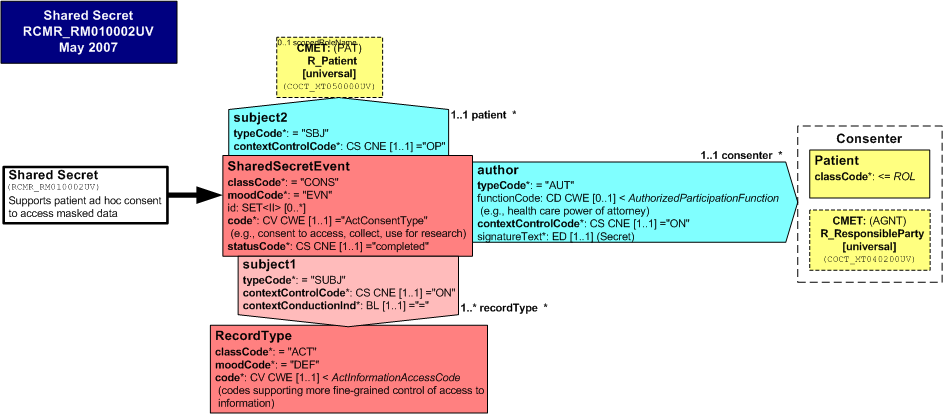 Shared Secret
RCMR_RM010002UV
May 2007
0..1 scopedRoleName
CMET: (PAT)
R_Patient
[universal]
(COCT_MT050000UV)
1..1 patient *
subject2
typeCode*: = "SBJ"
contextControlCode*: CS CNE [1..1] ="OP"
Shared Secret
(RCMR_RM010002UV)
Supports patient ad hoc consent
to access masked data
SharedSecretEvent
classCode*: = "CONS"
moodCode*: = "EVN"
id: SET<II> [0..*]
code*: CV CWE [1..1] ="ActConsentType"
(e.g., consent to access, collect, use for research)
statusCode*: CS CNE [1..1] ="completed"
1..1 consenter *
author
typeCode*: = "AUT"
functionCode: CD CWE [0..1] < AuthorizedParticipationFunction
(e.g., health care power of attorney)
contextControlCode*: CS CNE [1..1] ="ON"
signatureText*: ED [1..1] (Secret)
Consenter
Patient
classCode*: <= ROL
CMET: (AGNT)
R_ResponsibleParty
[universal]
(COCT_MT040200UV)
subject1
typeCode*: = "SUBJ"
contextControlCode*: CS CNE [1..1] ="ON"
contextConductionInd*: BL [1..1] ="="
1..* recordType *
RecordType
classCode*: = "ACT"
moodCode*: = "DEF"
code*: CV CWE [1..1] < ActInformationAccessCode
(codes supporting more fine-grained control of access to
information)